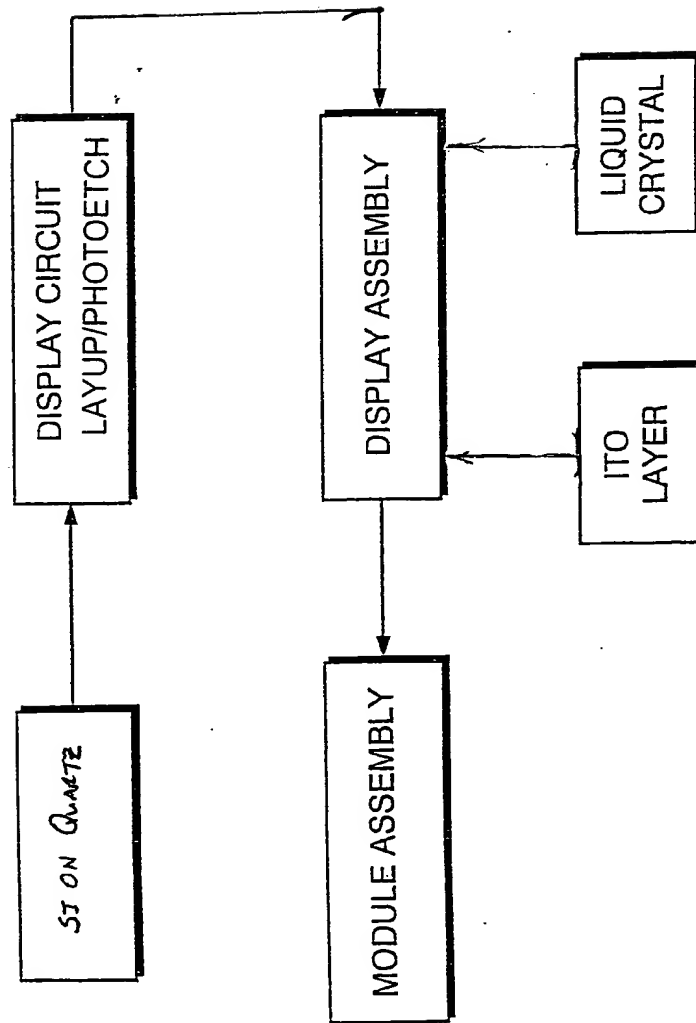 SI ON QUARTZ
DISPLAY CIRCUIT
LAYUP/PHOTOETCH
MODULE ASSEMBLY
DISPLAY ASSEMBLY
ITO
LAYER
LIQUID
CRYSTAL